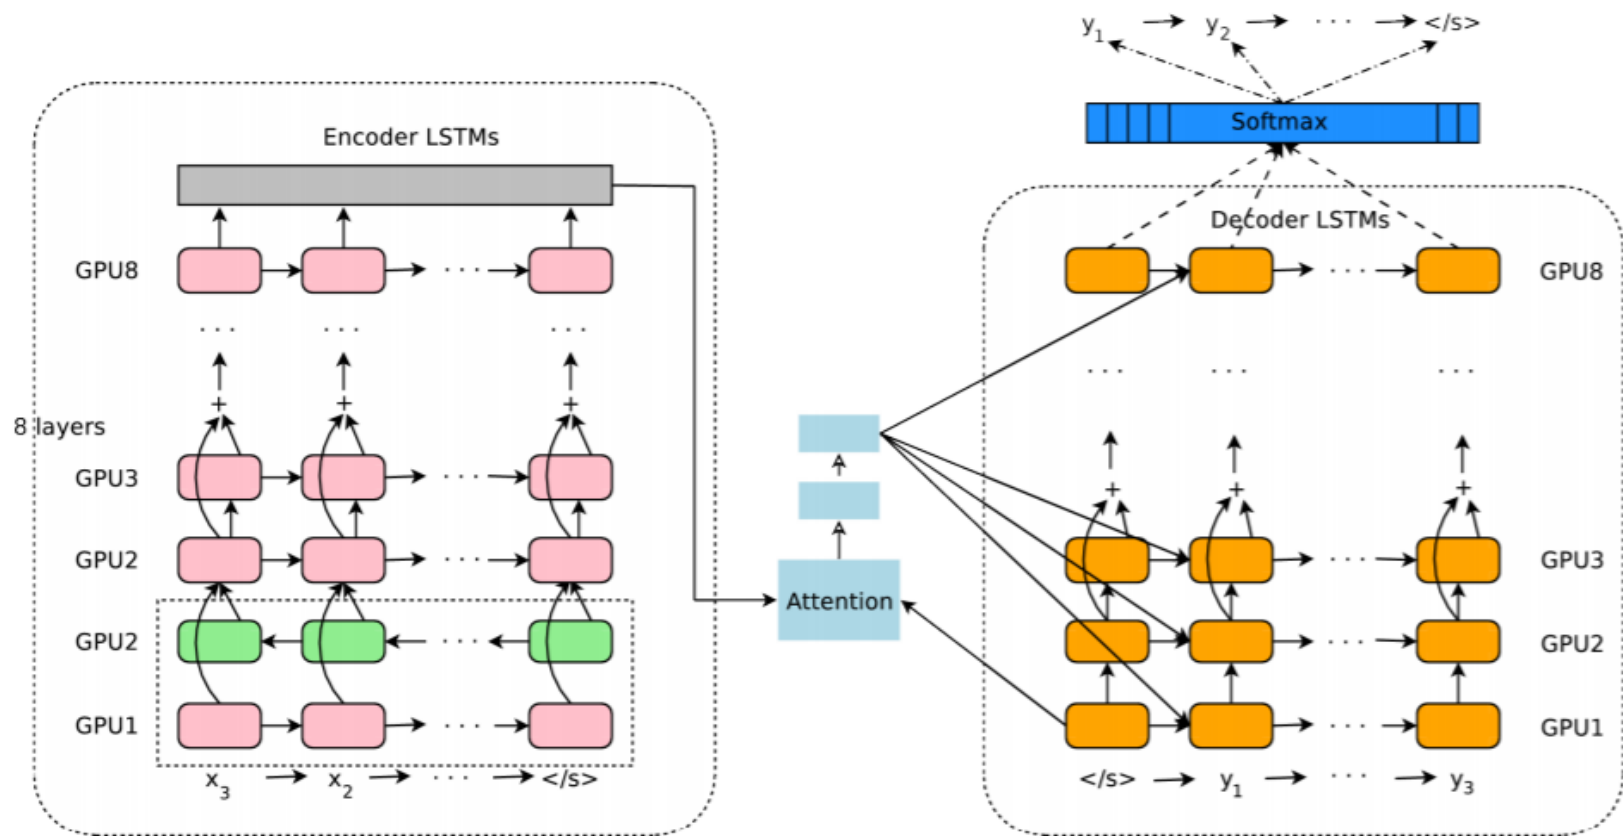 y1 → y2 → ··· → </s>
Softmax
Encoder LSTMs
GPU8
···
8 layers
GPU3
GPU2
GPU2
GPU1
x3 → x2 → ··· → </s>
Attention
Decoder LSTMs
GPU8
···
GPU3
GPU2
GPU1
</s> → y1 → ··· → y3